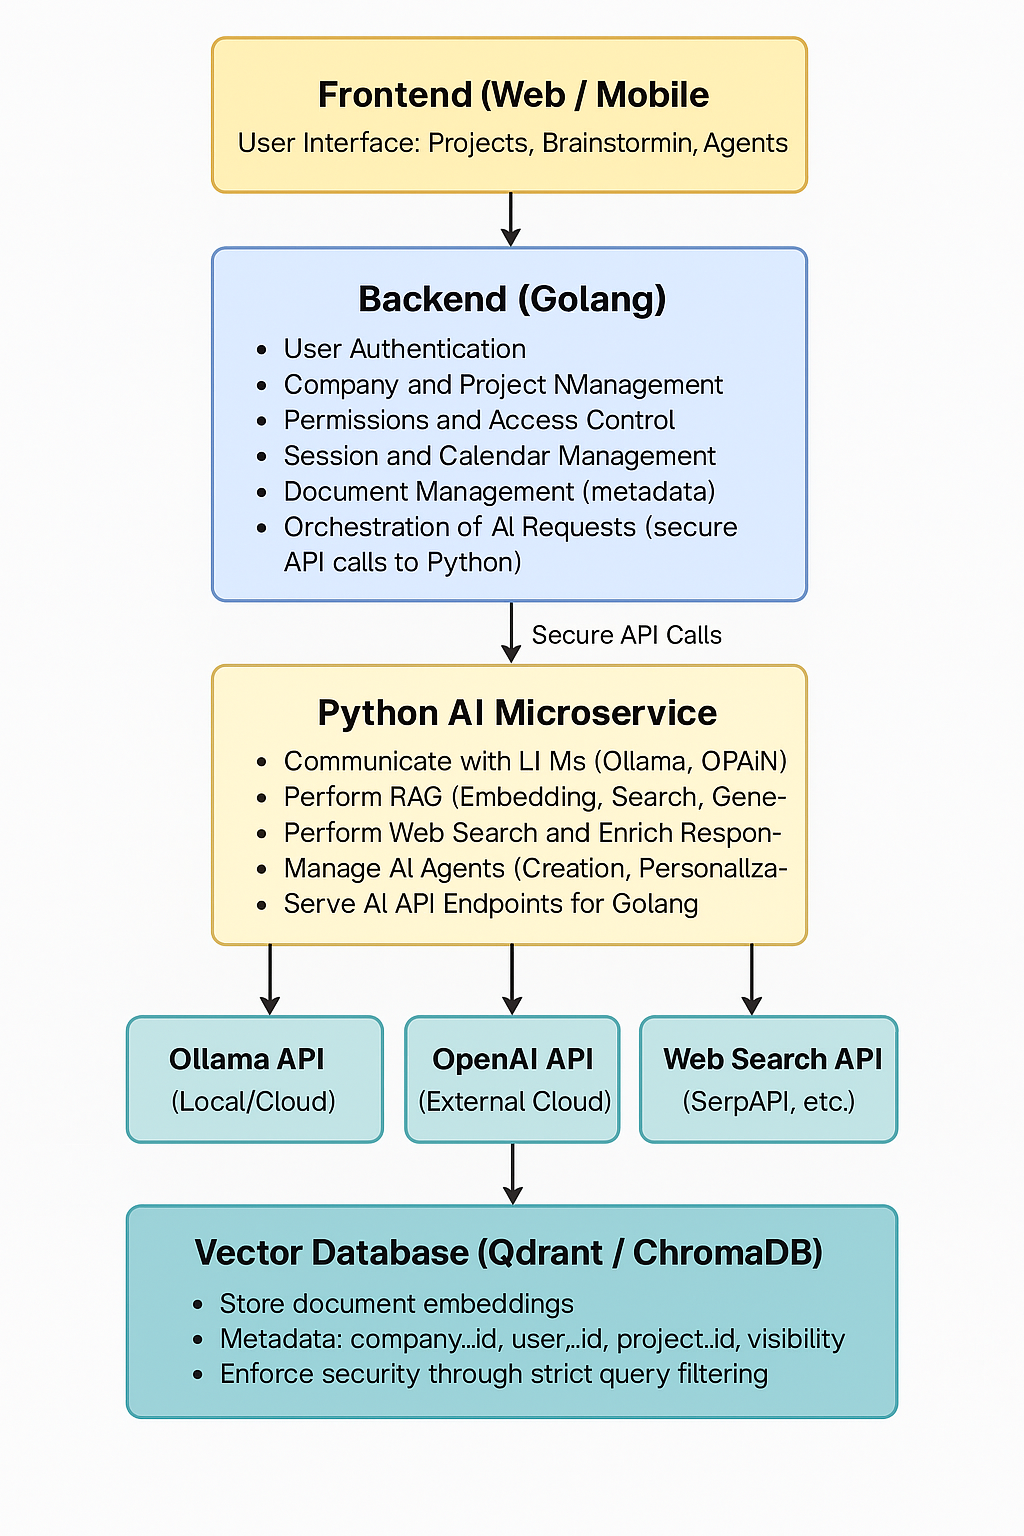 Frontend (Web / Mobile
User Interface: Projects, Brainstormin, Agents
Backend (Golang)
• User Authentication
• Company and Project NManagement
• Permissions and Access Control
• Session and Calendar Management
• Document Management (metadata)
• Orchestration of Al Requests (secure
API calls to Python)
Secure API Calls
Python AI Microservice
• Communicate with LI Ms (Ollama, OPAiN)
• Perform RAG (Embedding, Search, Gene-
• Perform Web Search and Enrich Respon-
• Manage Al Agents (Creation, Personallza-
• Serve Al API Endpoints for Golang
Ollama API
(Local/Cloud)
OpenAI API
(External Cloud)
Web Search API
(SerpAPI, etc.)
Vector Database (Qdrant / ChromaDB)
• Store document embeddings
• Metadata: company...id, user,..id, project..id, visibility
• Enforce security through strict query filtering